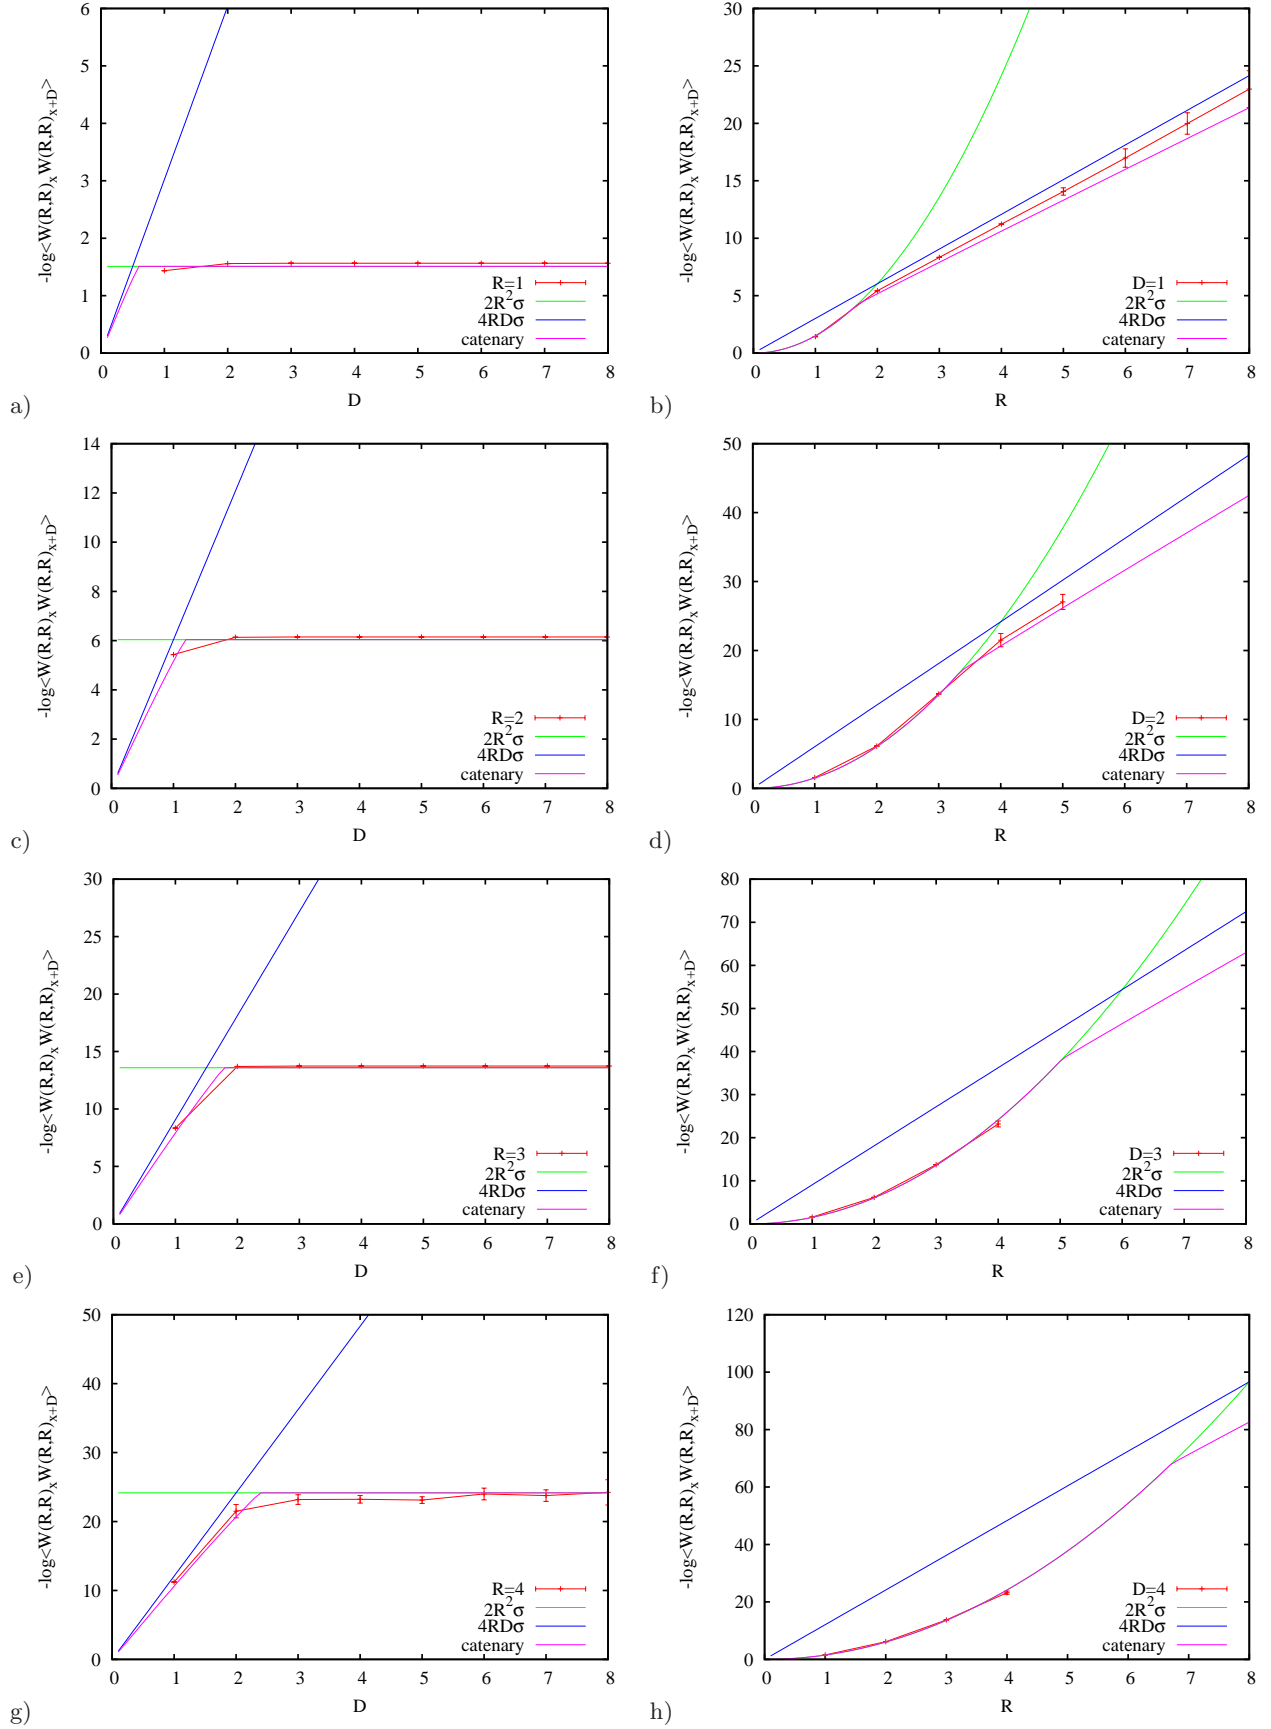 -log<W(R,R)ₓW(R,R)ₓ₊D>
6
5
4
3
2
1
0
0 1 2 3 4 5 6 7 8
D
R=1
2R²σ
4RDσ
catenary
a)
-log<W(R,R)ₓW(R,R)ₓ₊D>
30
25
20
15
10
5
0
0 1 2 3 4 5 6 7 8
R
D=1
2R²σ
4RDσ
catenary
b)
-log<W(R,R)ₓW(R,R)ₓ₊D>
14
12
10
8
6
4
2
0
0 1 2 3 4 5 6 7 8
D
R=2
2R²σ
4RDσ
catenary
c)
-log<W(R,R)ₓW(R,R)ₓ₊D>
50
40
30
20
10
0
0 1 2 3 4 5 6 7 8
R
D=2
2R²σ
4RDσ
catenary
d)
-log<W(R,R)ₓW(R,R)ₓ₊D>
30
25
20
15
10
5
0
0 1 2 3 4 5 6 7 8
D
R=3
2R²σ
4RDσ
catenary
e)
-log<W(R,R)ₓW(R,R)ₓ₊D>
80
70
60
50
40
30
20
10
0
0 1 2 3 4 5 6 7 8
R
D=3
2R²σ
4RDσ
catenary
f)
-log<W(R,R)ₓW(R,R)ₓ₊D>
50
40
30
20
10
0
0 1 2 3 4 5 6 7 8
D
R=4
2R²σ
4RDσ
catenary
g)
-log<W(R,R)ₓW(R,R)ₓ₊D>
120
100
80
60
40
20
0
0 1 2 3 4 5 6 7 8
R
D=4
2R²σ
4RDσ
catenary
h)